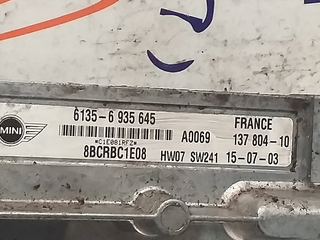 6135-6 935 645
MINI
*C1E081RFZ*
8BCRBC1E08
A0069
HW07 SW241
FRANCE
137 804-10
15-07-03